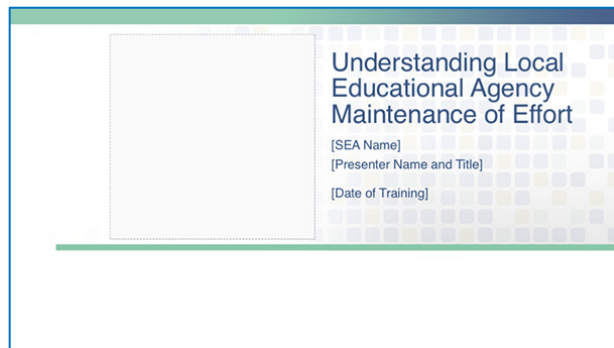 Understanding Local
Educational Agency
Maintenance of Effort
[SEA Name]
[Presenter Name and Title]
[Date of Training]